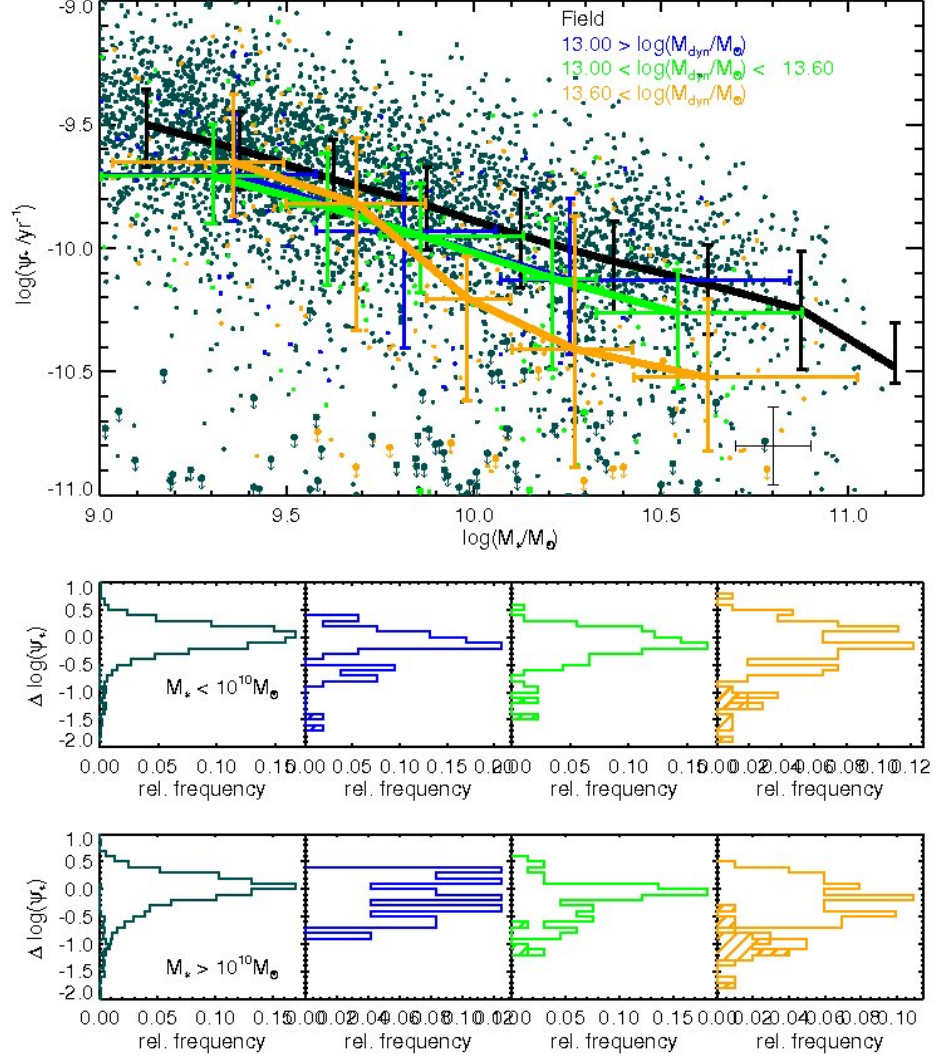 Field
13.00 > log(M_dyn/M_⊙)
13.00 < log(M_dyn/M_⊙) < 13.60
13.60 < log(M_dyn/M_⊙)
-9.0
-9.5
-10.0
-10.5
-11.0
log(ψ_* /yr⁻¹)
9.0 9.5 10.0 10.5 11.0
log(M_*/M_⊙)
1.0
0.5
0.0
-0.5
-1.0
-1.5
-2.0
Δ log(ψ_*)
M_* < 10¹⁰M_⊙
0.00 0.05 0.10 0.15 0.00 0.05 0.10 0.15 0.20 0.00 0.05 0.10 0.15 0.00 0.02 0.04 0.06 0.08 0.10 0.12
rel. frequency rel. frequency rel. frequency rel. frequency
1.0
0.5
0.0
-0.5
-1.0
-1.5
-2.0
Δ log(ψ_*)
M_* > 10¹⁰M_⊙
0.00 0.05 0.10 0.15 0.00 0.02 0.04 0.06 0.08 0.10 0.12 0.00 0.05 0.10 0.15 0.00 0.02 0.04 0.06 0.08 0.10
rel. frequency rel. frequency rel. frequency rel. frequency